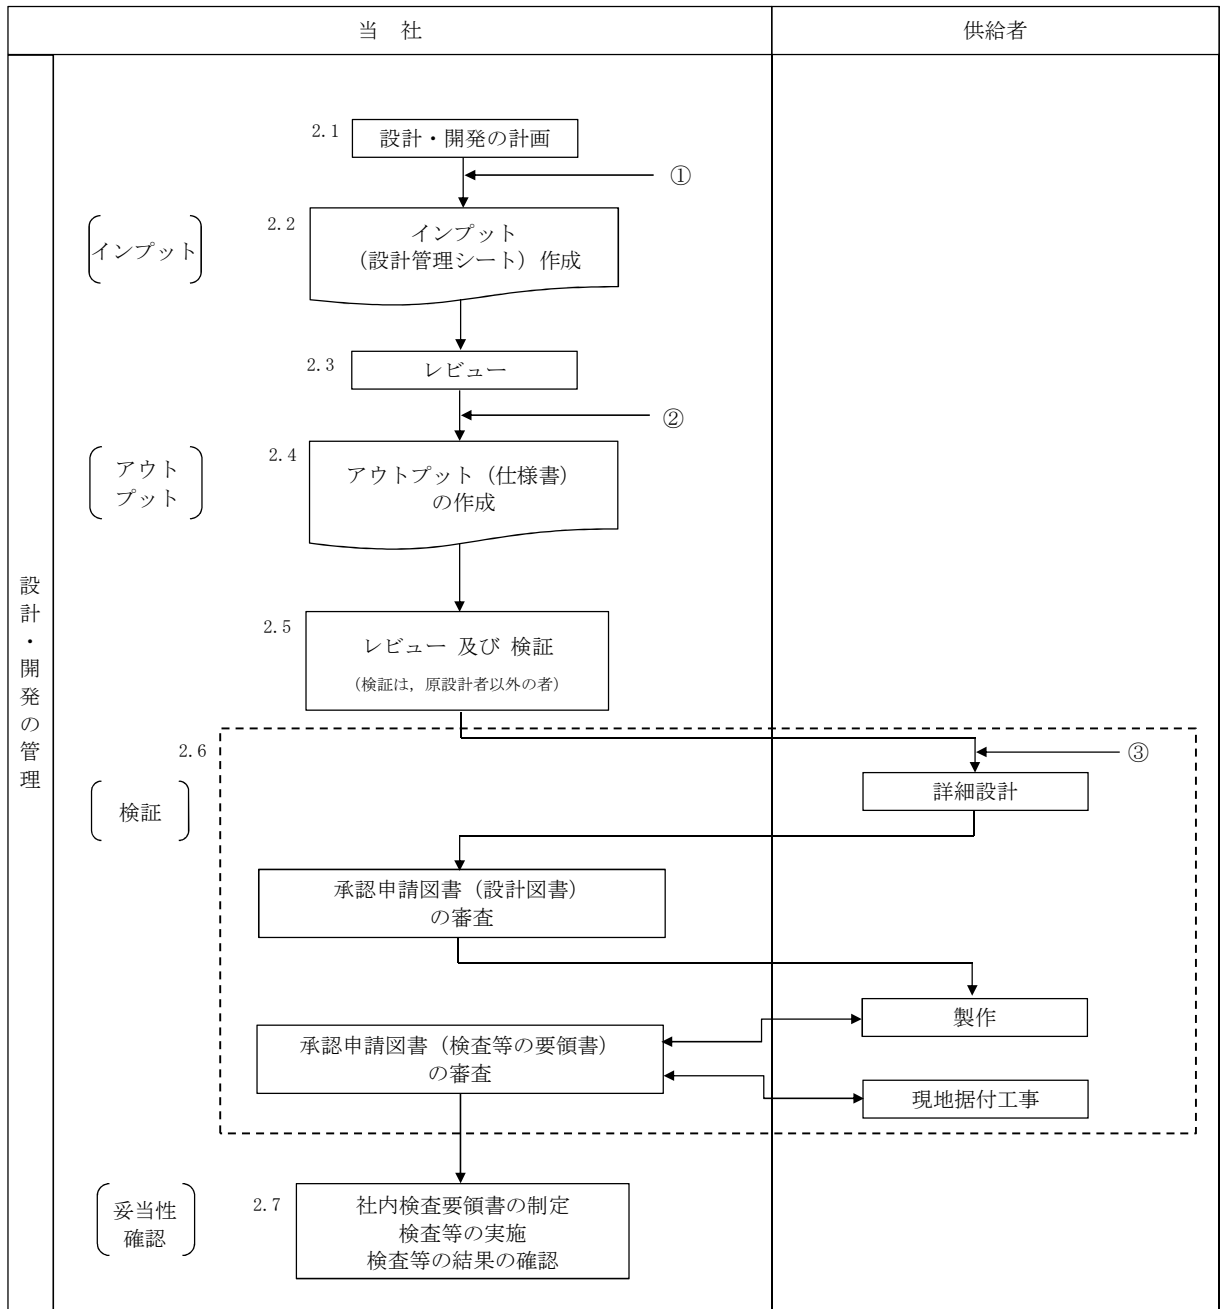 当 社
供給者
設計・開発の管理
2.1
設計・開発の計画
①
インプット
2.2
インプット
(設計管理シート)作成
2.3
レビュー
②
アウト
プット
2.4
アウトプット(仕様書)
の作成
2.5
レビュー 及び 検証
(検証は,原設計者以外の者)
2.6
③
検証
詳細設計
承認申請図書(設計図書)
の審査
製作
承認申請図書(検査等の要領書)
の審査
現地据付工事
妥当性
確認
2.7
社内検査要領書の制定
検査等の実施
検査等の結果の確認